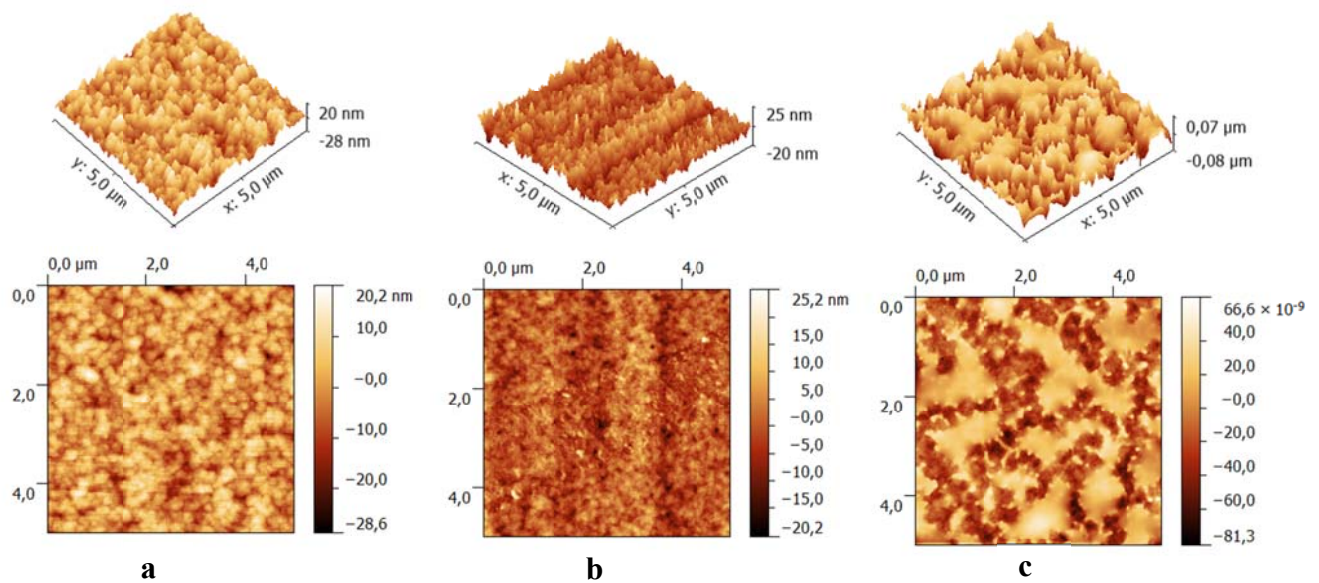 20 nm
-28 nm
y: 5,0 µm
x: 5,0 µm
25 nm
-20 nm
x: 5,0 µm
y: 5,0 µm
0,07 µm
-0,08 µm
y: 5,0 µm
x: 5,0 µm
0,0 µm 2,0 4,0
0,0
2,0
4,0
20,2 nm
10,0
−0,0
−10,0
−20,0
−28,6
0,0 µm 2,0 4,0
0,0
2,0
4,0
25,2 nm
15,0
10,0
5,0
−0,0
−5,0
−10,0
−15,0
−20,2
0,0 µm 2,0 4,0
0,0
2,0
4,0
66,6 × 10⁻⁹
40,0
20,0
−0,0
−20,0
−40,0
−60,0
−81,3
a
b
c